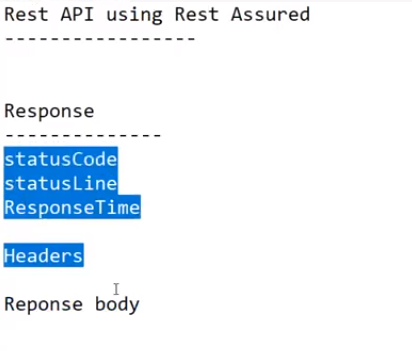 Rest API using Rest Assured
-----------------
Response
--------------
statusCode
statusLine
ResponseTime
Headers
Reponse body